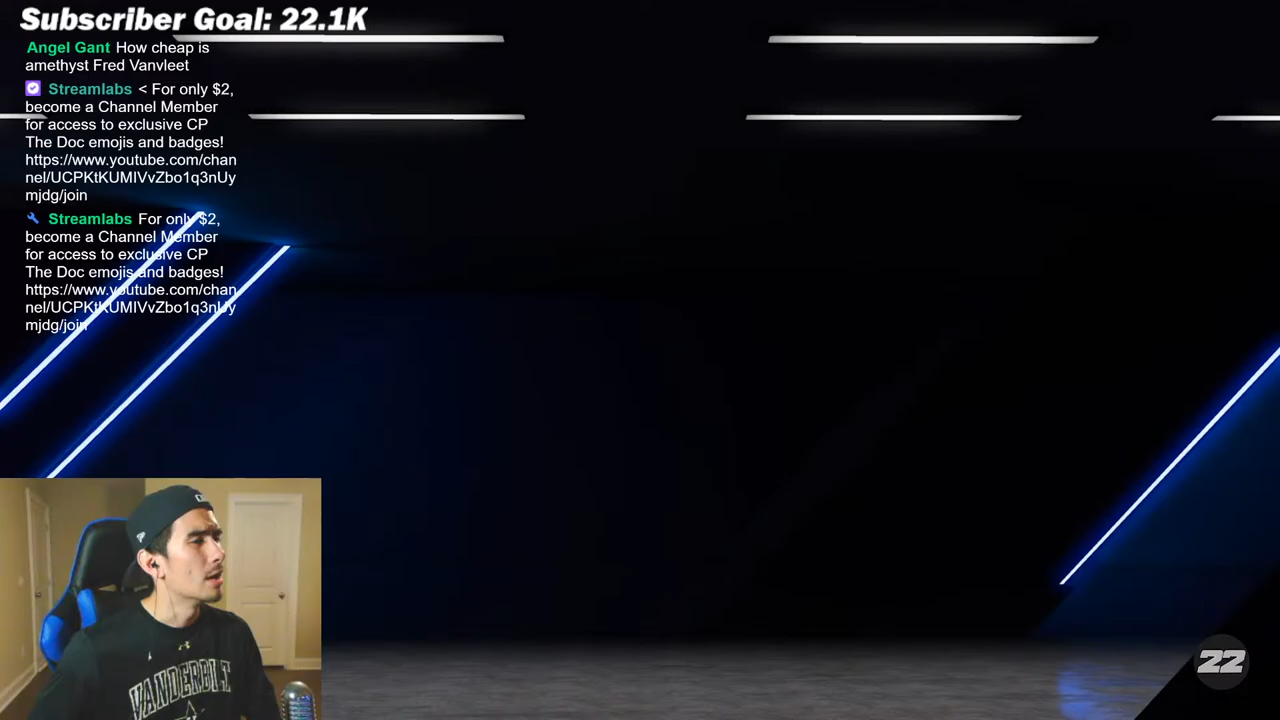 Subscriber Goal: 22.1K
Angel Gant How cheap is
amethyst Fred Vanvleet
Streamlabs < For only $2,
become a Channel Member
for access to exclusive CP
The Doc emojis and badges!
https://www.youtube.com/chan
nel/UCPKtKUMIVvZbo1q3nUy
mjdg/join
Streamlabs For only $2,
become a Channel Member
for access to exclusive CP
The Doc emojis and badges!
https://www.youtube.com/chan
nel/UCPKtKUMIVvZbo1q3nUy
mjdg/join
VANDERBILT
22